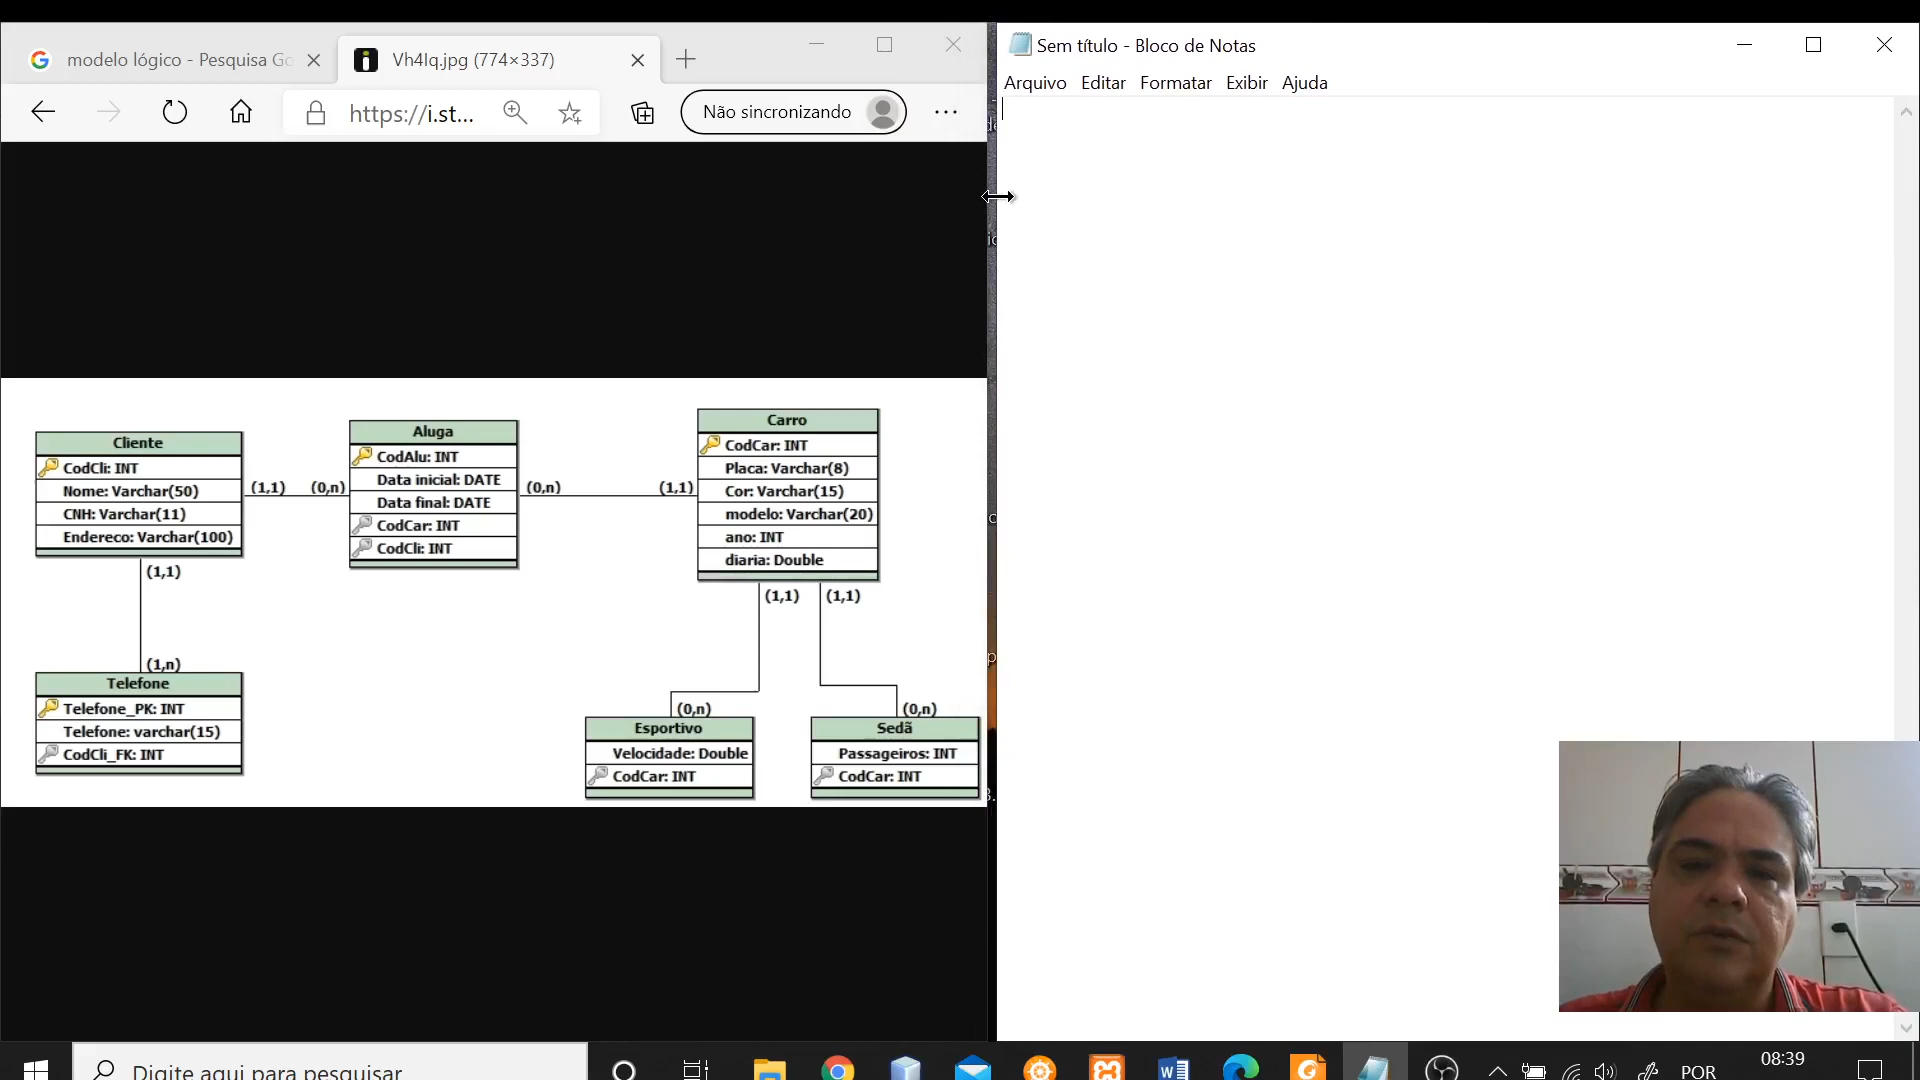 modelo lógico - Pesquisa Go
Vh4Iq.jpg (774×337)
https://i.st...
Não sincronizando
Sem título - Bloco de Notas
Arquivo Editar Formatar Exibir Ajuda
Cliente
CodCli: INT
Nome: Varchar(50)
CNH: Varchar(11)
Endereco: Varchar(100)
(1,1)
(0,n)
Aluga
CodAlu: INT
Data inicial: DATE
Data final: DATE
CodCar: INT
CodCli: INT
(0,n)
(1,1)
Carro
CodCar: INT
Placa: Varchar(8)
Cor: Varchar(15)
modelo: Varchar(20)
ano: INT
diaria: Double
(1,1)
(1,n)
Telefone
Telefone_PK: INT
Telefone: varchar(15)
CodCli_FK: INT
(1,1)
(1,1)
(0,n)
Esportivo
Velocidade: Double
CodCar: INT
(0,n)
Sedã
Passageiros: INT
CodCar: INT
Digite aqui para pesquisar
POR
08:39